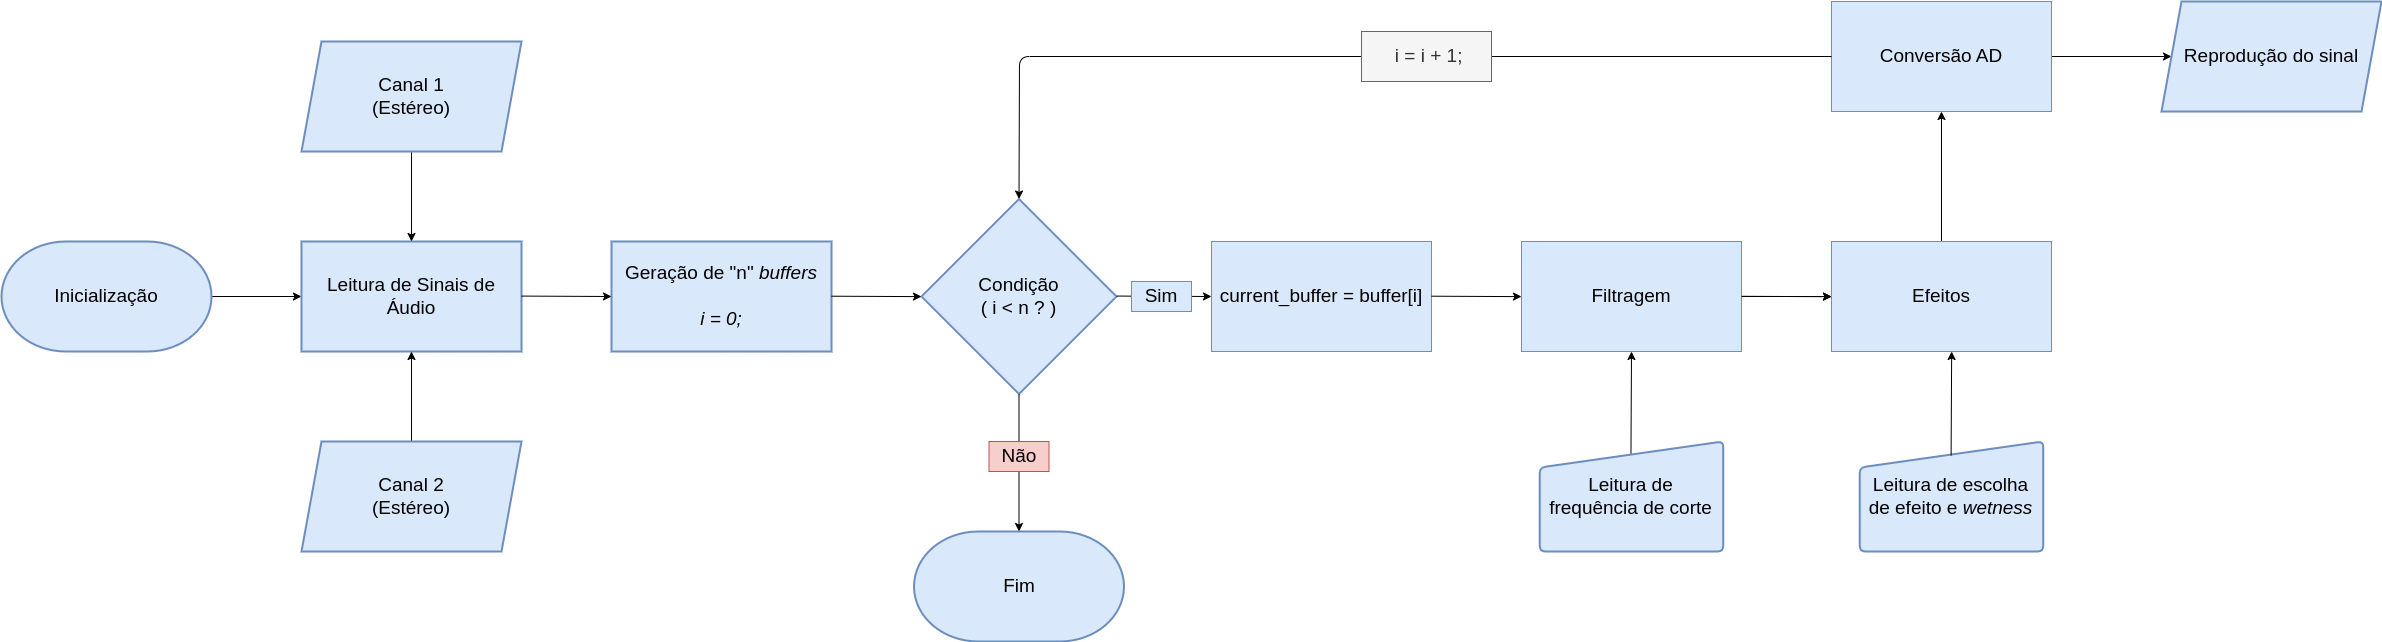 Canal 1
(Estéreo)
i = i + 1;
Conversão AD
Reprodução do sinal
Inicialização
Leitura de Sinais de
Áudio
Geração de "n" buffers
i = 0;
Condição
( i < n ? )
Sim
current_buffer = buffer[i]
Filtragem
Efeitos
Canal 2
(Estéreo)
Não
Leitura de
frequência de corte
Leitura de escolha
de efeito e wetness
Fim